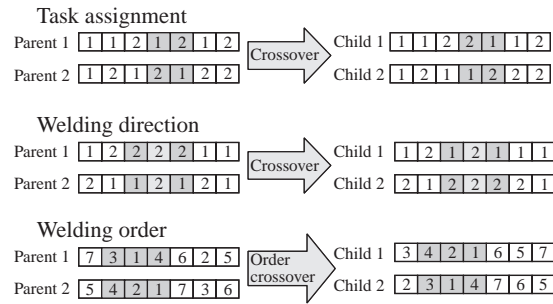 Task assignment
Parent 1 1 1 2 1 2 1 2 Child 1 1 1 2 2 1 1 2
Crossover
Parent 2 1 2 1 2 1 2 2 Child 2 1 2 1 1 2 2 2
Welding direction
Parent 1 1 2 2 2 2 1 1 Child 1 1 2 1 2 1 1 1
Crossover
Parent 2 2 1 1 2 1 2 1 Child 2 2 1 2 2 2 2 1
Welding order
Parent 1 7 3 1 4 6 2 5 Child 1 3 4 2 1 6 5 7
Order
crossover
Parent 2 5 4 2 1 7 3 6 Child 2 2 3 1 4 7 6 5